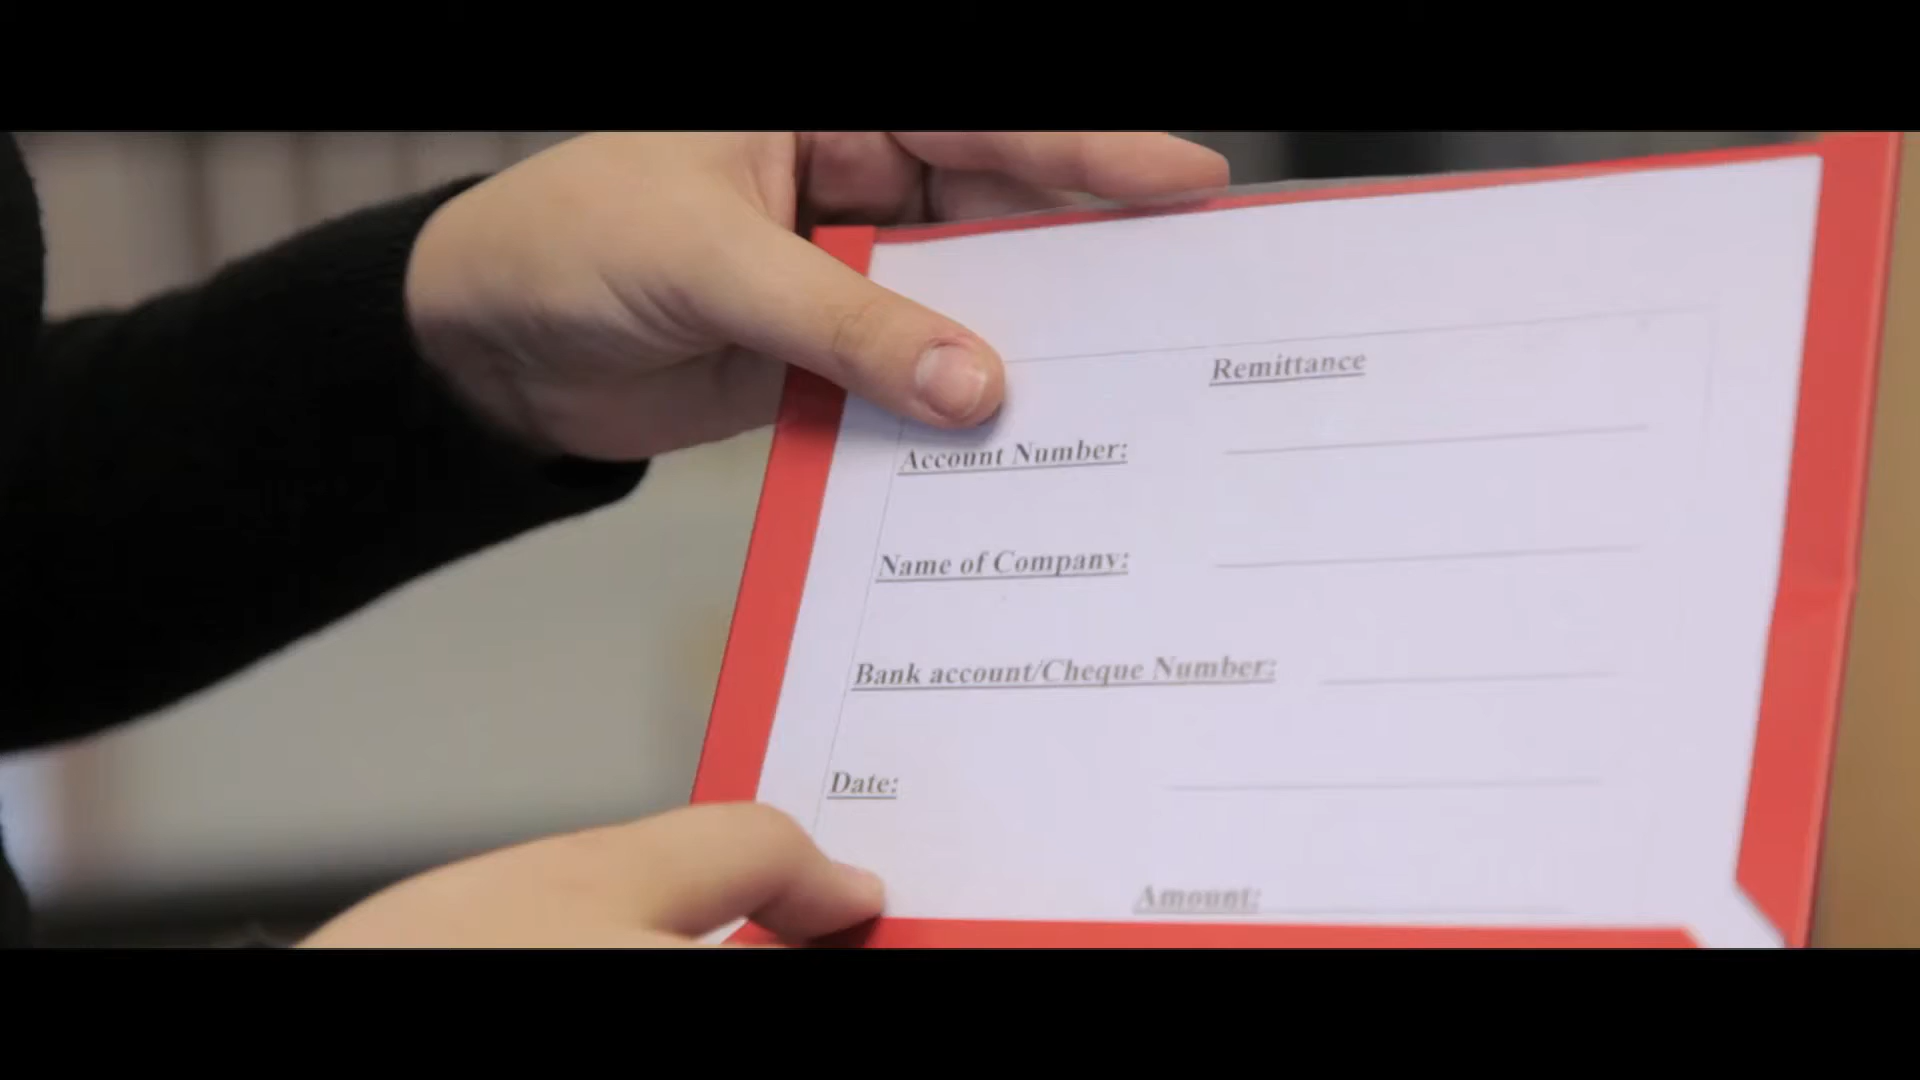 Remittance
Account Number:
Name of Company:
Bank account/Cheque Number:
Date:
Amount: